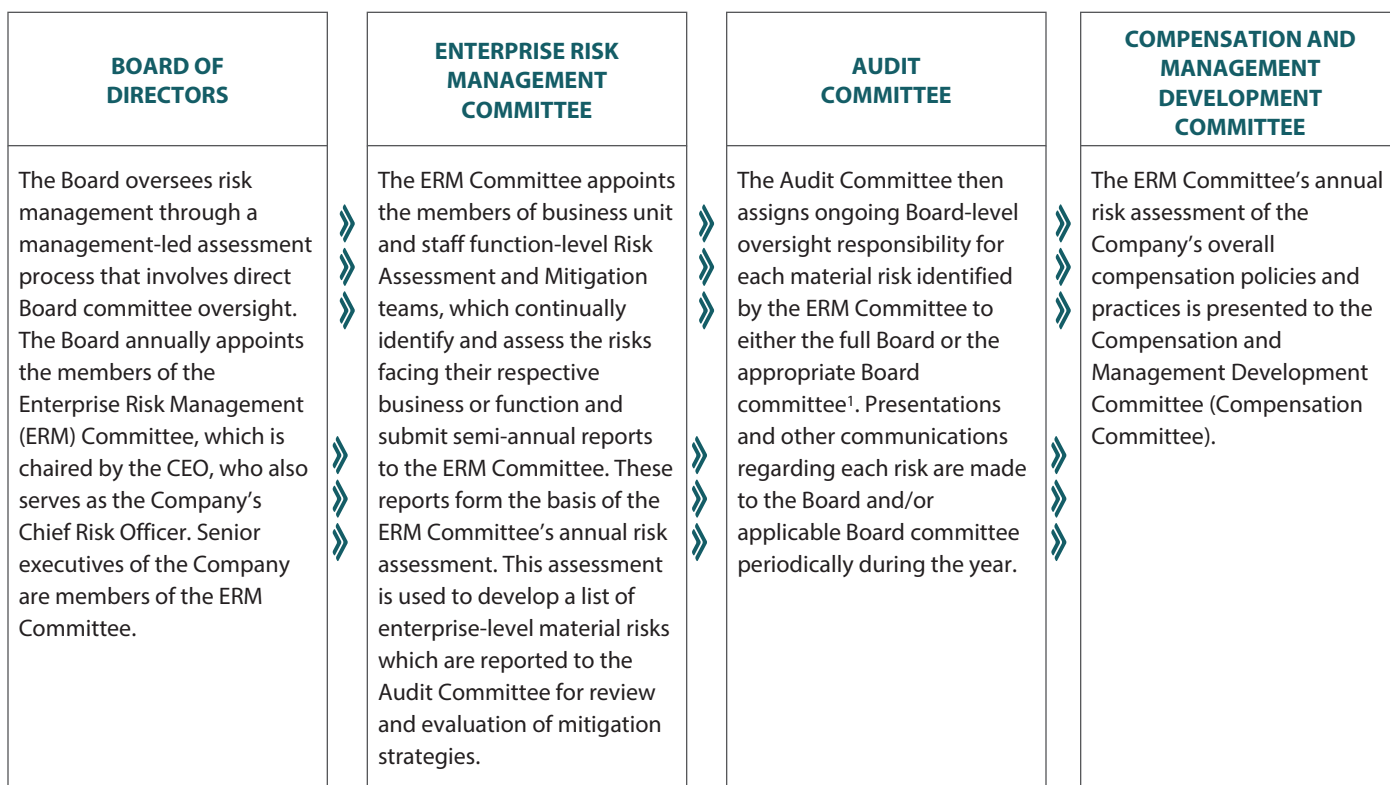 BOARD OF
DIRECTORS
The Board oversees risk
management through a
management-led assessment
process that involves direct
Board committee oversight.
The Board annually appoints
the members of the
Enterprise Risk Management
(ERM) Committee, which is
chaired by the CEO, who also
serves as the Company’s
Chief Risk Officer. Senior
executives of the Company
are members of the ERM
Committee.
ENTERPRISE RISK
MANAGEMENT
COMMITTEE
The ERM Committee appoints
the members of business unit
and staff function-level Risk
Assessment and Mitigation
teams, which continually
identify and assess the risks
facing their respective
business or function and
submit semi-annual reports
to the ERM Committee. These
reports form the basis of the
ERM Committee’s annual risk
assessment. This assessment
is used to develop a list of
enterprise-level material risks
which are reported to the
Audit Committee for review
and evaluation of mitigation
strategies.
AUDIT
COMMITTEE
The Audit Committee then
assigns ongoing Board-level
oversight responsibility for
each material risk identified
by the ERM Committee to
either the full Board or the
appropriate Board
committee¹. Presentations
and other communications
regarding each risk are made
to the Board and/or
applicable Board committee
periodically during the year.
COMPENSATION AND
MANAGEMENT
DEVELOPMENT
COMMITTEE
The ERM Committee’s annual
risk assessment of the
Company’s overall
compensation policies and
practices is presented to the
Compensation and
Management Development
Committee (Compensation
Committee).